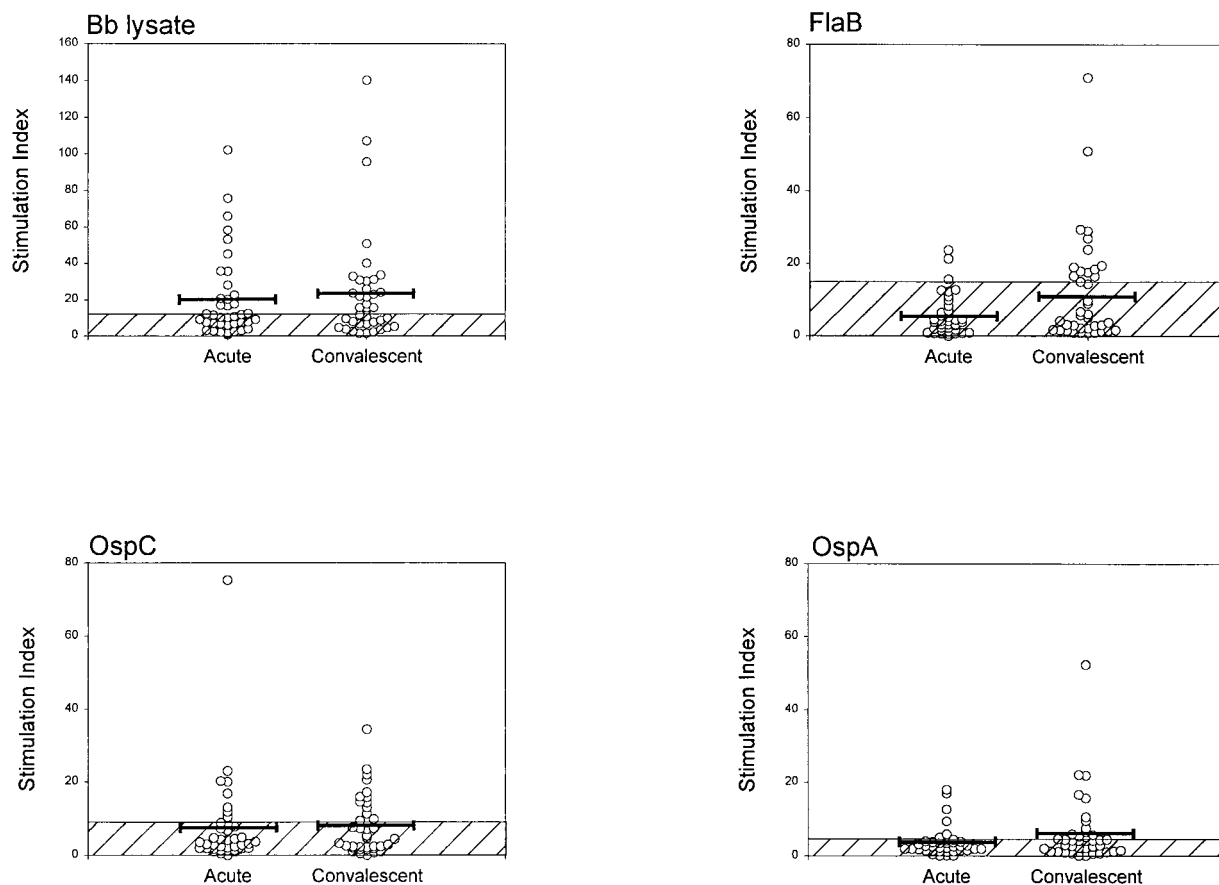 Bb lysate
Stimulation Index
160
140
120
100
80
60
40
20
0
Acute Convalescent
FlaB
Stimulation Index
80
60
40
20
0
Acute Convalescent
OspC
Stimulation Index
80
60
40
20
0
Acute Convalescent
OspA
Stimulation Index
80
60
40
20
0
Acute Convalescent